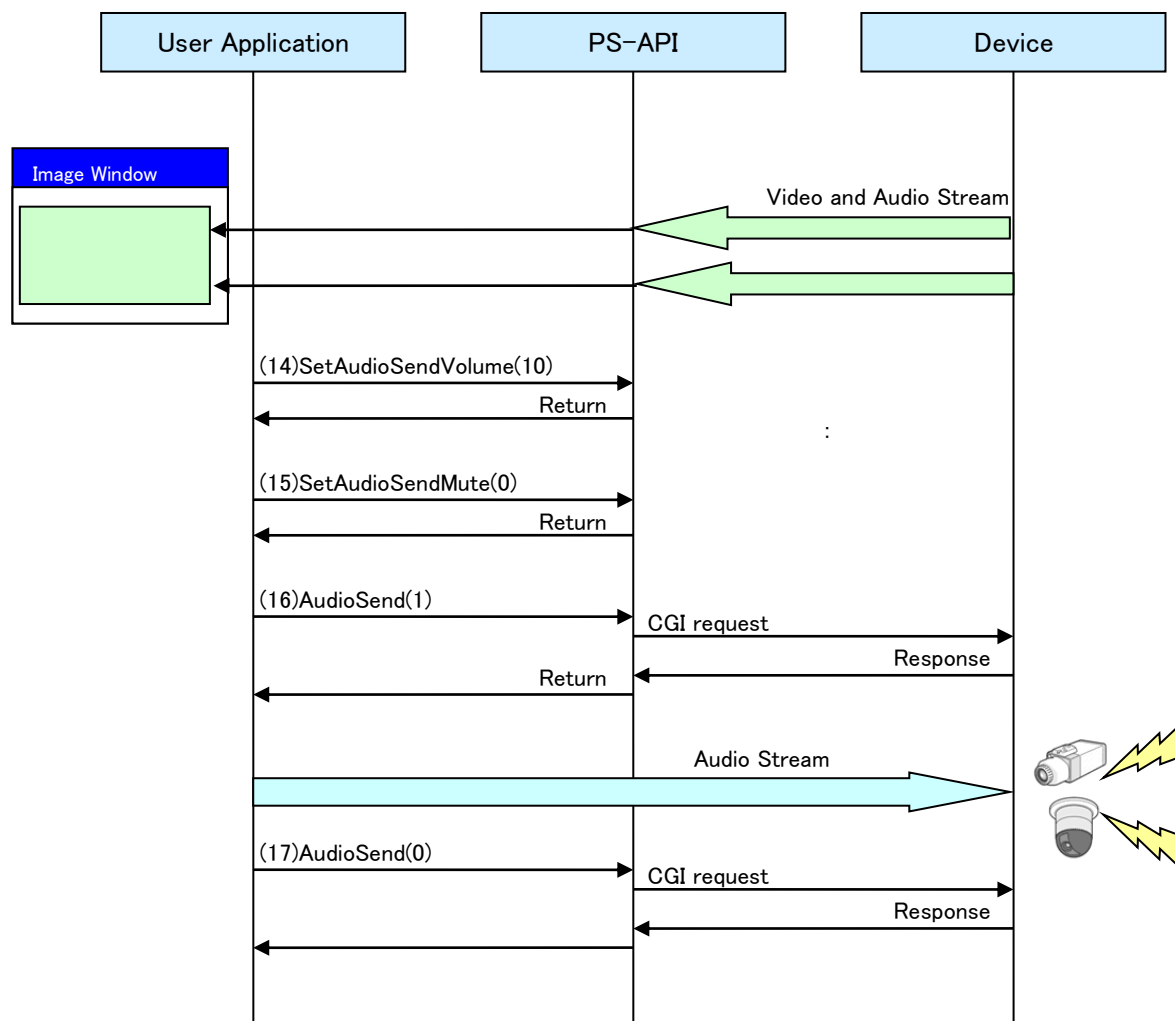 User Application
PS-API
Device
Image Window
Video and Audio Stream
(14)SetAudioSendVolume(10)
Return
:
(15)SetAudioSendMute(0)
Return
(16)AudioSend(1)
CGI request
Response
Return
Audio Stream
(17)AudioSend(0)
CGI request
Response